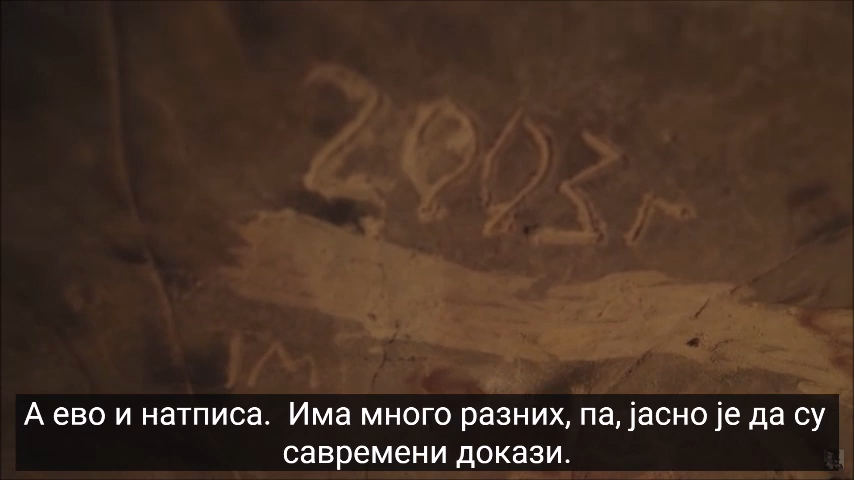 2003г
А ево и натписа.  Има много разних, па, јасно је да су
савремени докази.